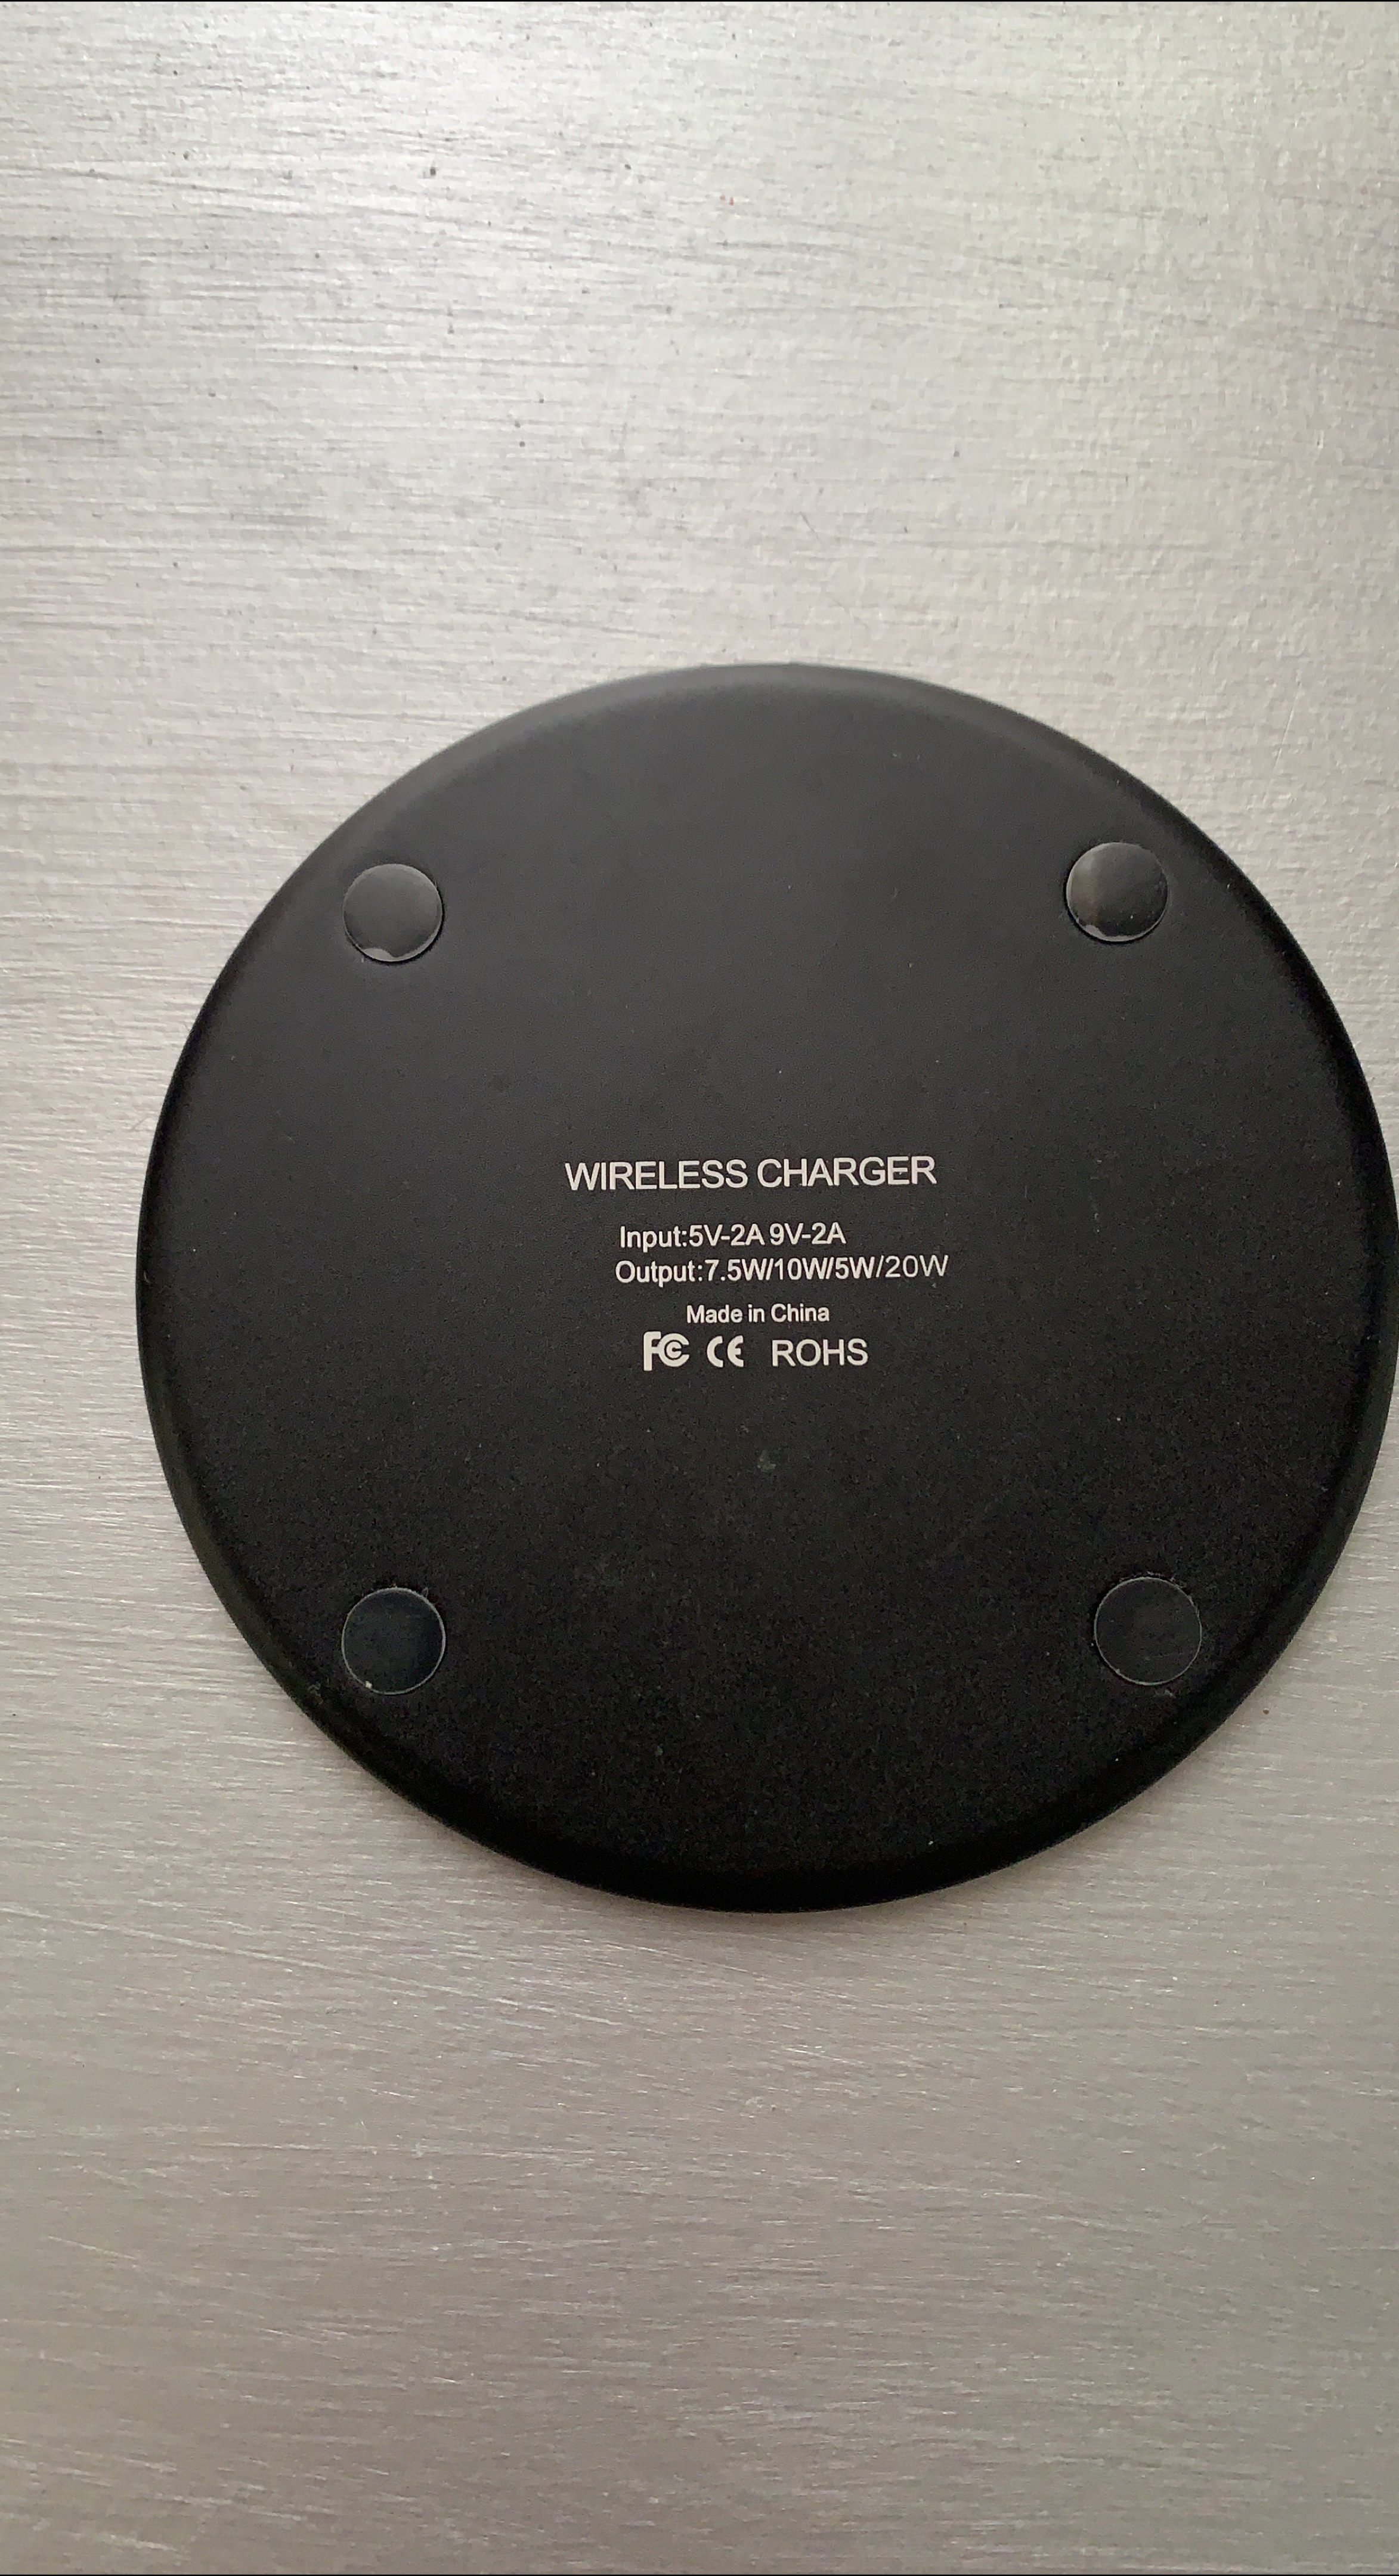 WIRELESS CHARGER
Input:5V-2A 9V-2A
Output:7.5W/10W/5W/20W
Made in China
FC CE ROHS